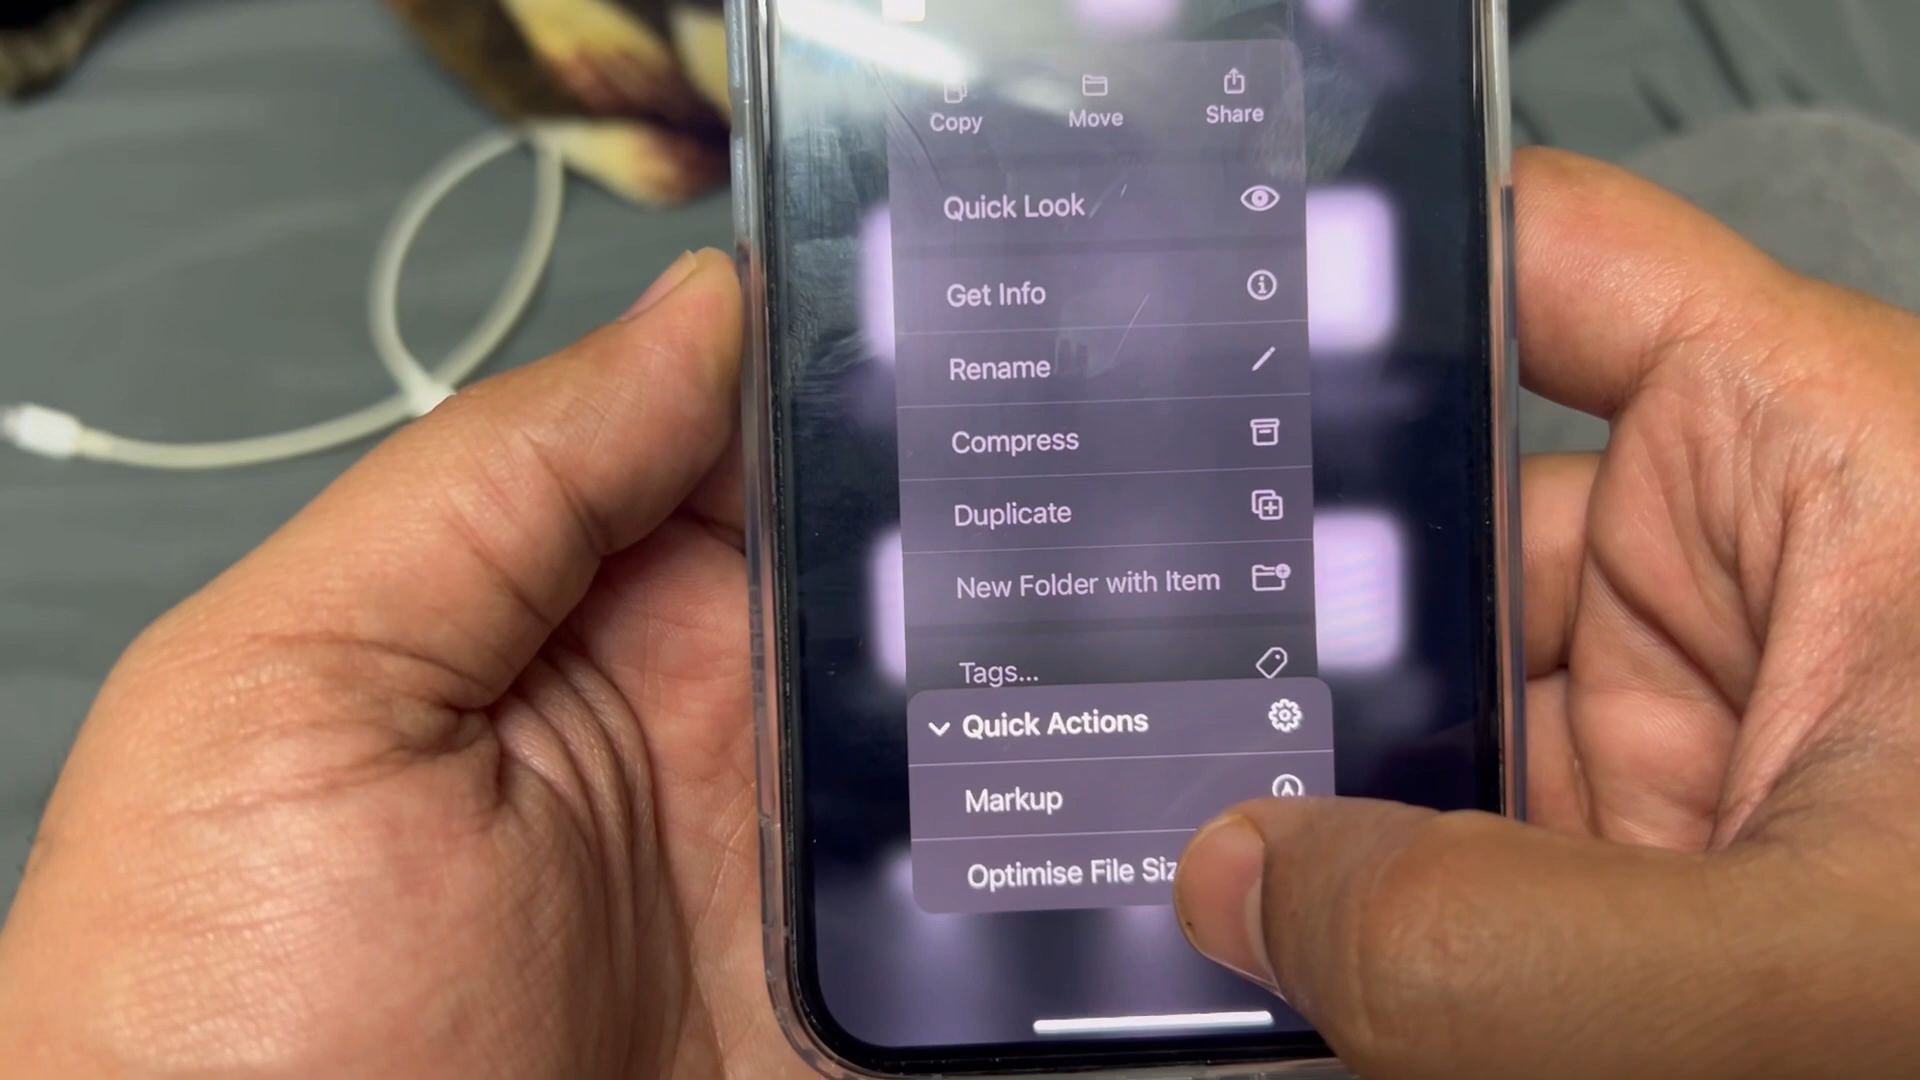 Copy
Move
Share
Quick Look
Get Info
Rename
Compress
Duplicate
New Folder with Item
Tags...
Quick Actions
Markup
Optimise File Siz